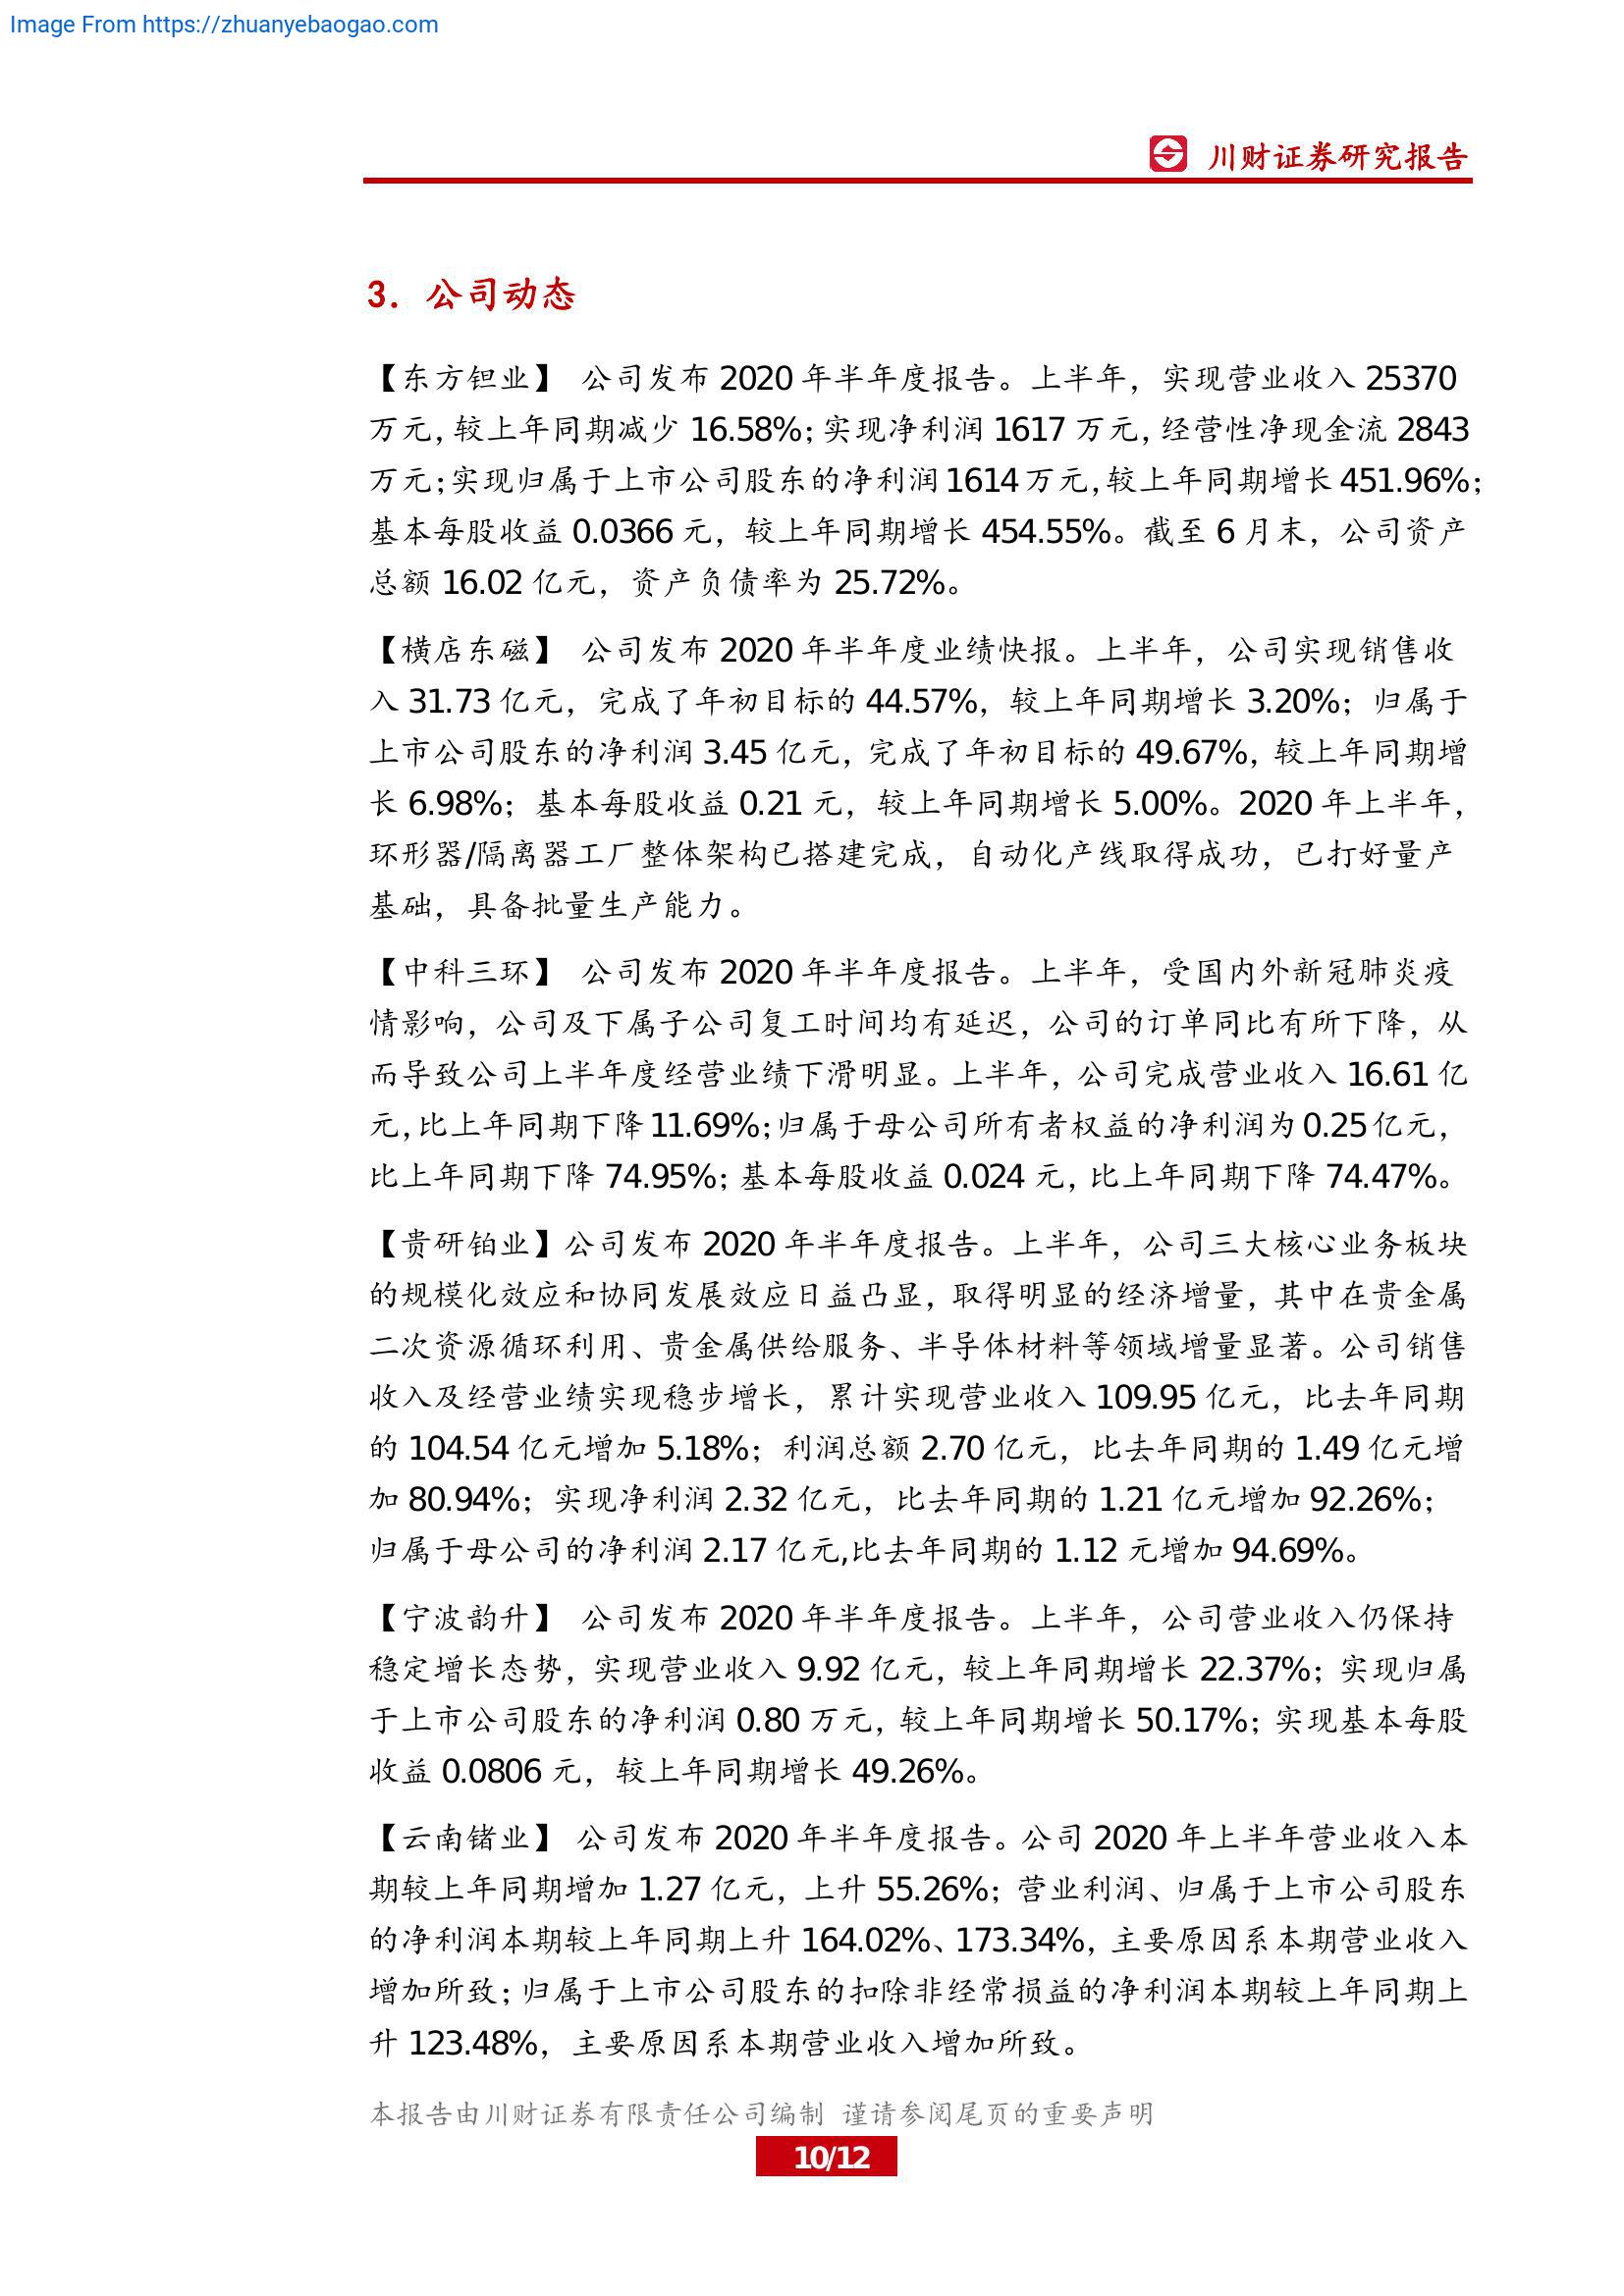 Image From https://zhuanyebaogao.com
川财证券研究报告
3. 公司动态
【东方钽业】 公司发布 2020 年半年度报告。上半年，实现营业收入 25370
万元，较上年同期减少 16.58%；实现净利润 1617 万元，经营性净现金流 2843
万元；实现归属于上市公司股东的净利润 1614 万元，较上年同期增长 451.96%；
基本每股收益 0.0366 元，较上年同期增长 454.55%。截至 6 月末，公司资产
总额 16.02 亿元，资产负债率为 25.72%。
【横店东磁】 公司发布 2020 年半年度业绩快报。上半年，公司实现销售收
入 31.73 亿元，完成了年初目标的 44.57%，较上年同期增长 3.20%；归属于
上市公司股东的净利润 3.45 亿元，完成了年初目标的 49.67%，较上年同期增
长 6.98%；基本每股收益 0.21 元，较上年同期增长 5.00%。2020 年上半年，
环形器/隔离器工厂整体架构已搭建完成，自动化产线取得成功，已打好量产
基础，具备批量生产能力。
【中科三环】 公司发布 2020 年半年度报告。上半年，受国内外新冠肺炎疫
情影响，公司及下属子公司复工时间均有延迟，公司的订单同比有所下降，从
而导致公司上半年度经营业绩下滑明显。上半年，公司完成营业收入 16.61 亿
元，比上年同期下降 11.69%；归属于母公司所有者权益的净利润为 0.25 亿元，
比上年同期下降 74.95%；基本每股收益 0.024 元，比上年同期下降 74.47%。
【贵研铂业】公司发布 2020 年半年度报告。上半年，公司三大核心业务板块
的规模化效应和协同发展效应日益凸显，取得明显的经济增量，其中在贵金属
二次资源循环利用、贵金属供给服务、半导体材料等领域增量显著。公司销售
收入及经营业绩实现稳步增长，累计实现营业收入 109.95 亿元，比去年同期
的 104.54 亿元增加 5.18%；利润总额 2.70 亿元，比去年同期的 1.49 亿元增
加 80.94%；实现净利润 2.32 亿元，比去年同期的 1.21 亿元增加 92.26%；
归属于母公司的净利润 2.17 亿元,比去年同期的 1.12 元增加 94.69%。
【宁波韵升】 公司发布 2020 年半年度报告。上半年，公司营业收入仍保持
稳定增长态势，实现营业收入 9.92 亿元，较上年同期增长 22.37%；实现归属
于上市公司股东的净利润 0.80 万元，较上年同期增长 50.17%；实现基本每股
收益 0.0806 元，较上年同期增长 49.26%。
【云南锗业】 公司发布 2020 年半年度报告。公司 2020 年上半年营业收入本
期较上年同期增加 1.27 亿元，上升 55.26%；营业利润、归属于上市公司股东
的净利润本期较上年同期上升 164.02%、173.34%，主要原因系本期营业收入
增加所致；归属于上市公司股东的扣除非经常损益的净利润本期较上年同期上
升 123.48%，主要原因系本期营业收入增加所致。
本报告由川财证券有限责任公司编制 谨请参阅尾页的重要声明
10/12